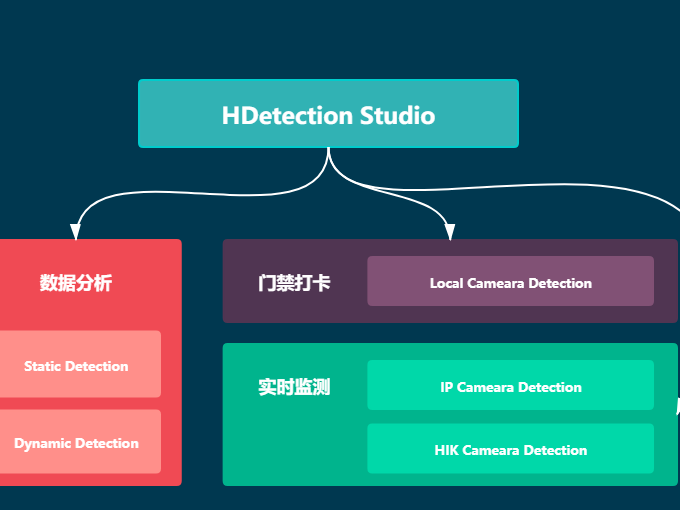 HDetection Studio
数据分析
Static Detection
Dynamic Detection
门禁打卡
Local Cameara Detection
实时监测
IP Cameara Detection
HIK Cameara Detection